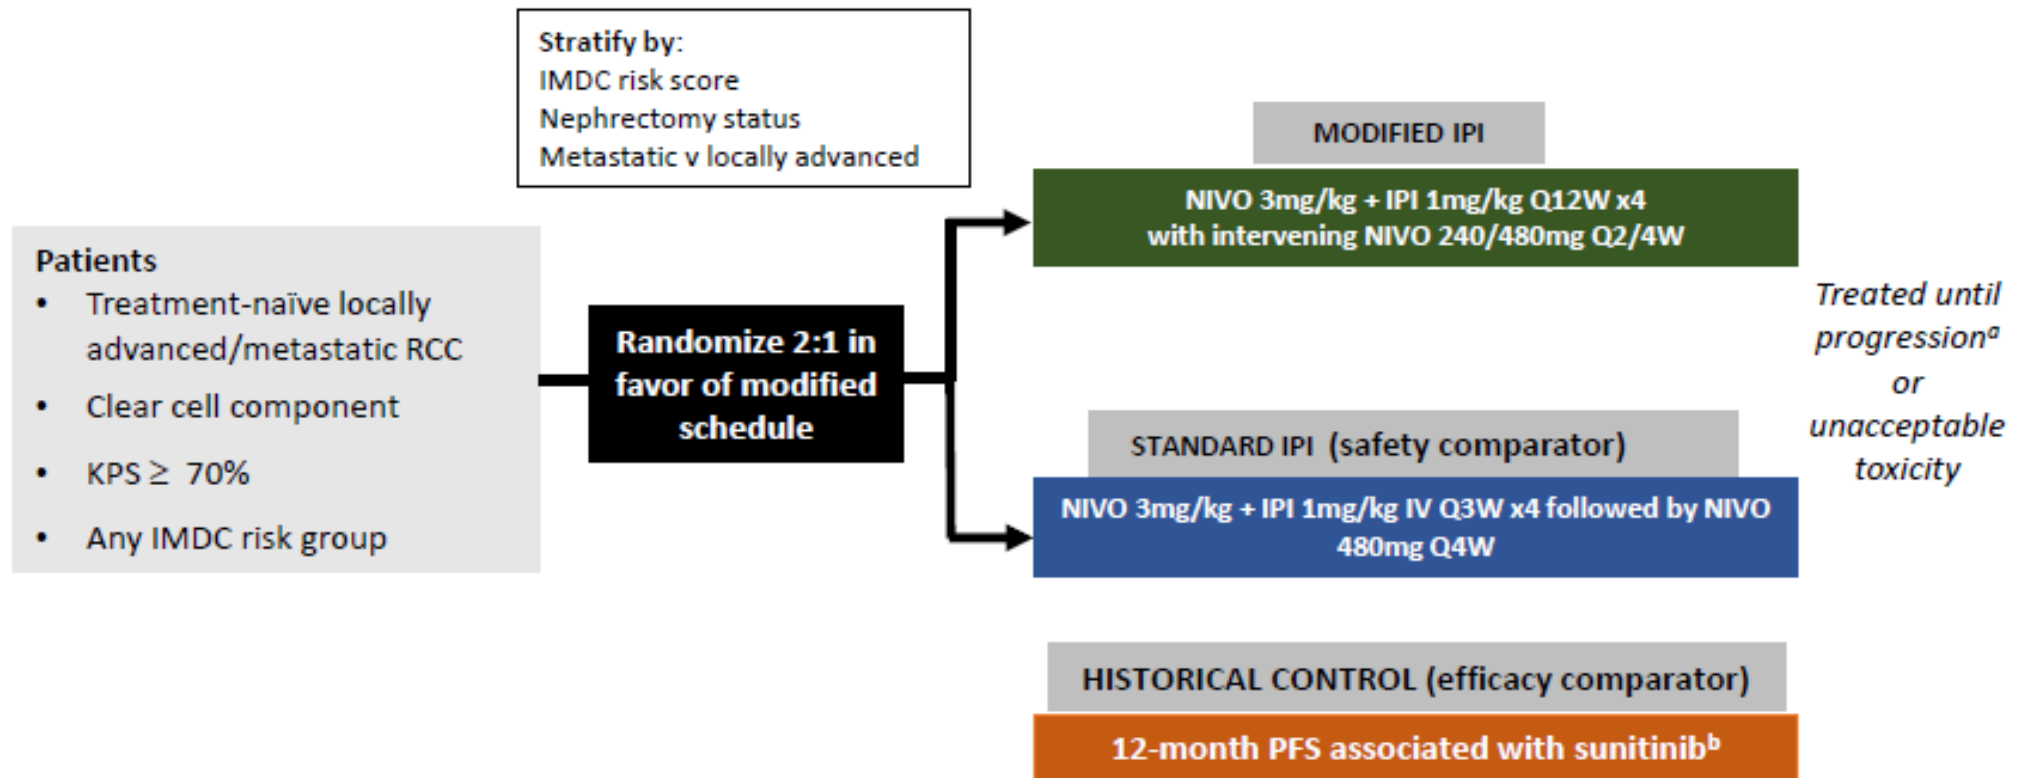 Stratify by:
IMDC risk score
Nephrectomy status
Metastatic v locally advanced
Patients
• Treatment-naïve locally
advanced/metastatic RCC
• Clear cell component
• KPS ≥ 70%
• Any IMDC risk group
Randomize 2:1 in
favor of modified
schedule
MODIFIED IPI
NIVO 3mg/kg + IPI 1mg/kg Q12W x4
with intervening NIVO 240/480mg Q2/4W
STANDARD IPI (safety comparator)
NIVO 3mg/kg + IPI 1mg/kg IV Q3W x4 followed by NIVO
480mg Q4W
HISTORICAL CONTROL (efficacy comparator)
12-month PFS associated with sunitinibᵇ
Treated until
progressionᵃ
or
unacceptable
toxicity